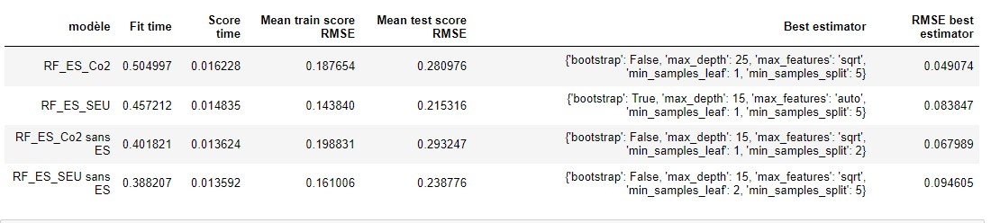 modèle Fit time Score time Mean train score RMSE Mean test score RMSE Best estimator RMSE best estimator
RF_ES_Co2 0.504997 0.016228 0.187654 0.280976 {'bootstrap': False, 'max_depth': 25, 'max_features': 'sqrt', 'min_samples_leaf': 1, 'min_samples_split': 5} 0.049074
RF_ES_SEU 0.457212 0.014835 0.143840 0.215316 {'bootstrap': True, 'max_depth': 15, 'max_features': 'auto', 'min_samples_leaf': 1, 'min_samples_split': 5} 0.083847
RF_ES_Co2 sans ES 0.401821 0.013624 0.198831 0.293247 {'bootstrap': False, 'max_depth': 15, 'max_features': 'sqrt', 'min_samples_leaf': 1, 'min_samples_split': 2} 0.067989
RF_ES_SEU sans ES 0.388207 0.013592 0.161006 0.238776 {'bootstrap': False, 'max_depth': 15, 'max_features': 'sqrt', 'min_samples_leaf': 2, 'min_samples_split': 5} 0.094605